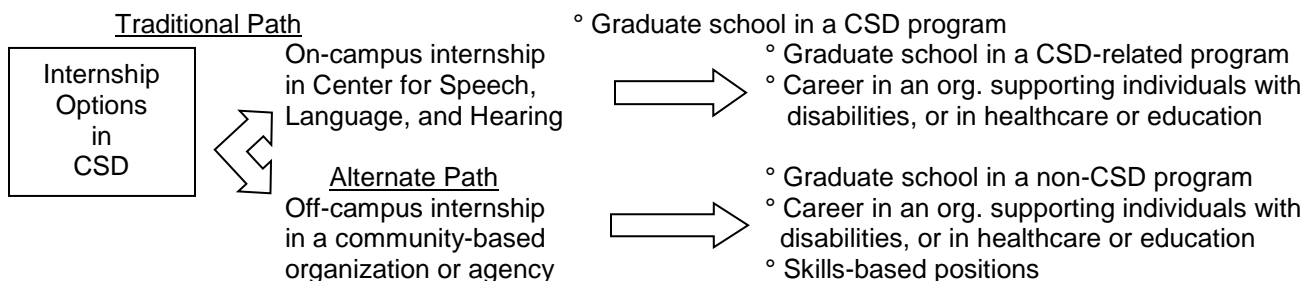 Traditional Path
° Graduate school in a CSD program
Internship
Options
in
CSD
On-campus internship
in Center for Speech,
Language, and Hearing
° Graduate school in a CSD-related program
° Career in an org. supporting individuals with
disabilities, or in healthcare or education
Alternate Path
Off-campus internship
in a community-based
organization or agency
° Graduate school in a non-CSD program
° Career in an org. supporting individuals with
disabilities, or in healthcare or education
° Skills-based positions